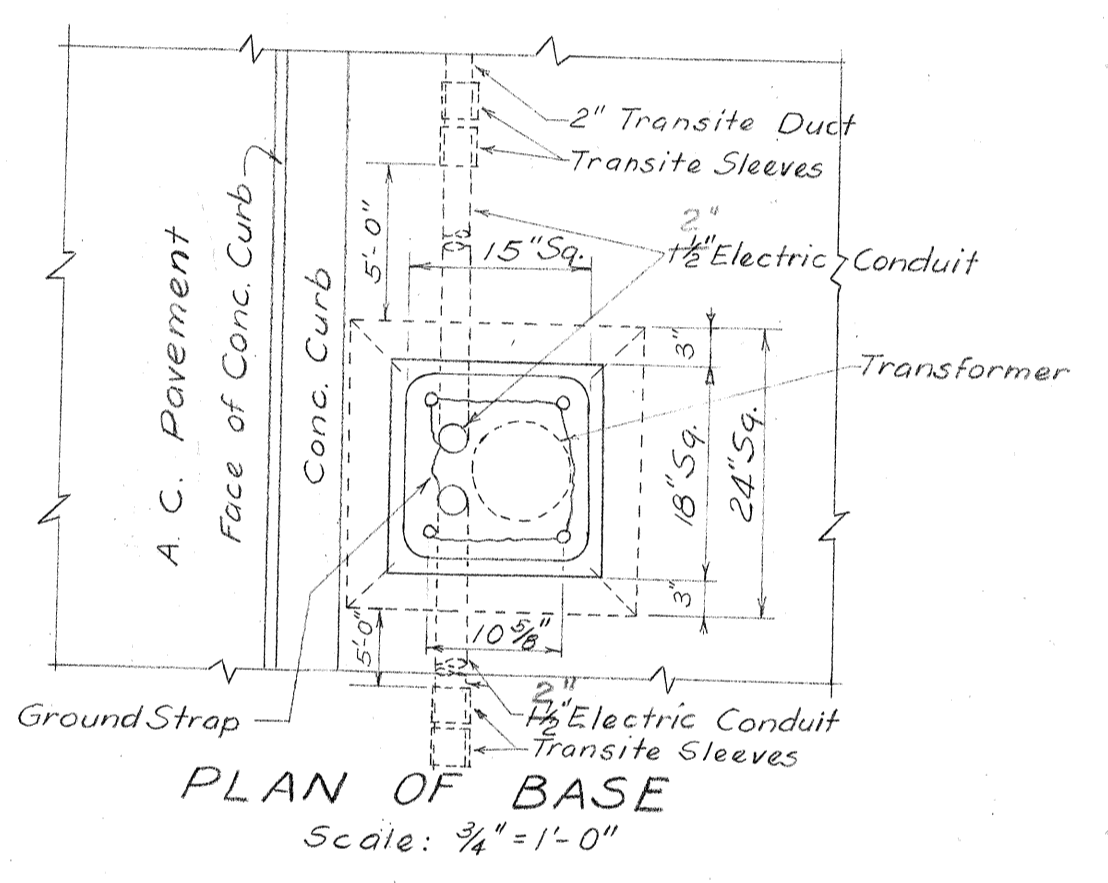 2" Transite Duct
Transite Sleeves
2"
1½" Electric Conduit
15" Sq.
5'-0"
A. C. Pavement
Face of Conc. Curb
Conc. Curb
3"
Transformer
18" Sq.
24" Sq.
3"
5'-0"
10 5/8"
Ground Strap
2"
1½" Electric Conduit
Transite Sleeves
PLAN OF BASE
Scale: 3/4" = 1'-0"